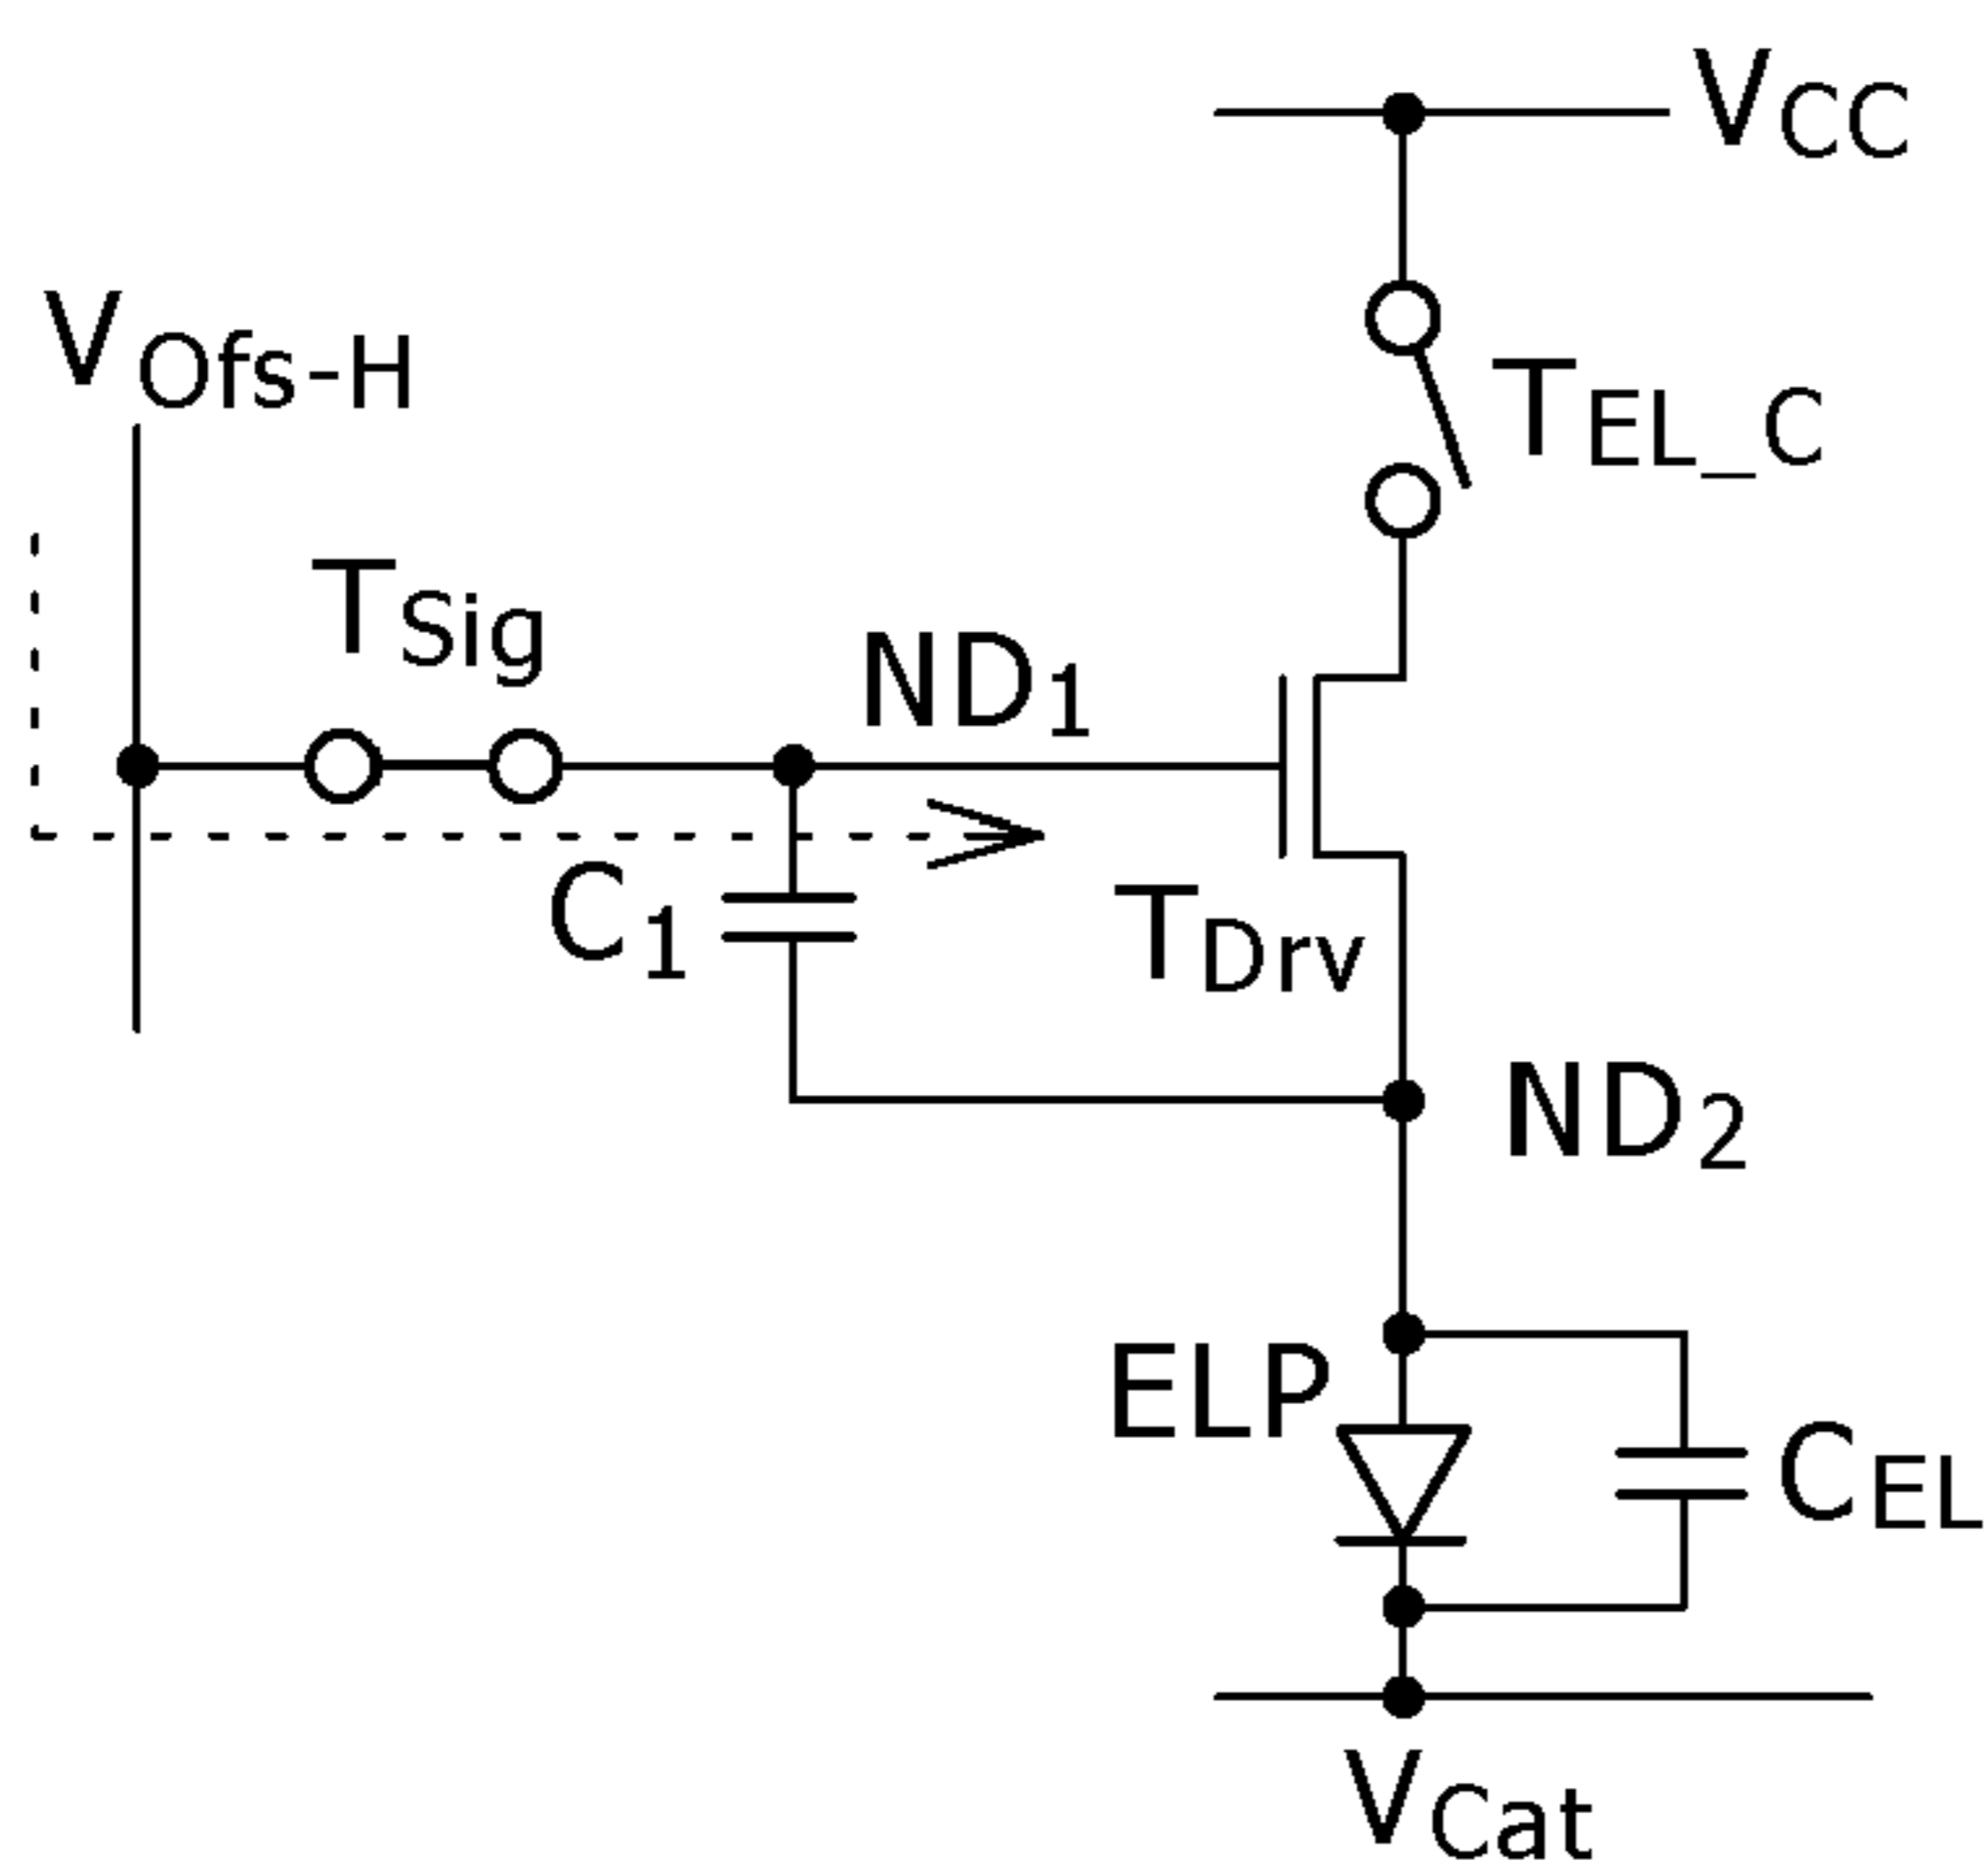 VCC
VOfs-H
TEL_C
TSig
ND1
C1
TDrv
ND2
ELP
CEL
VCat